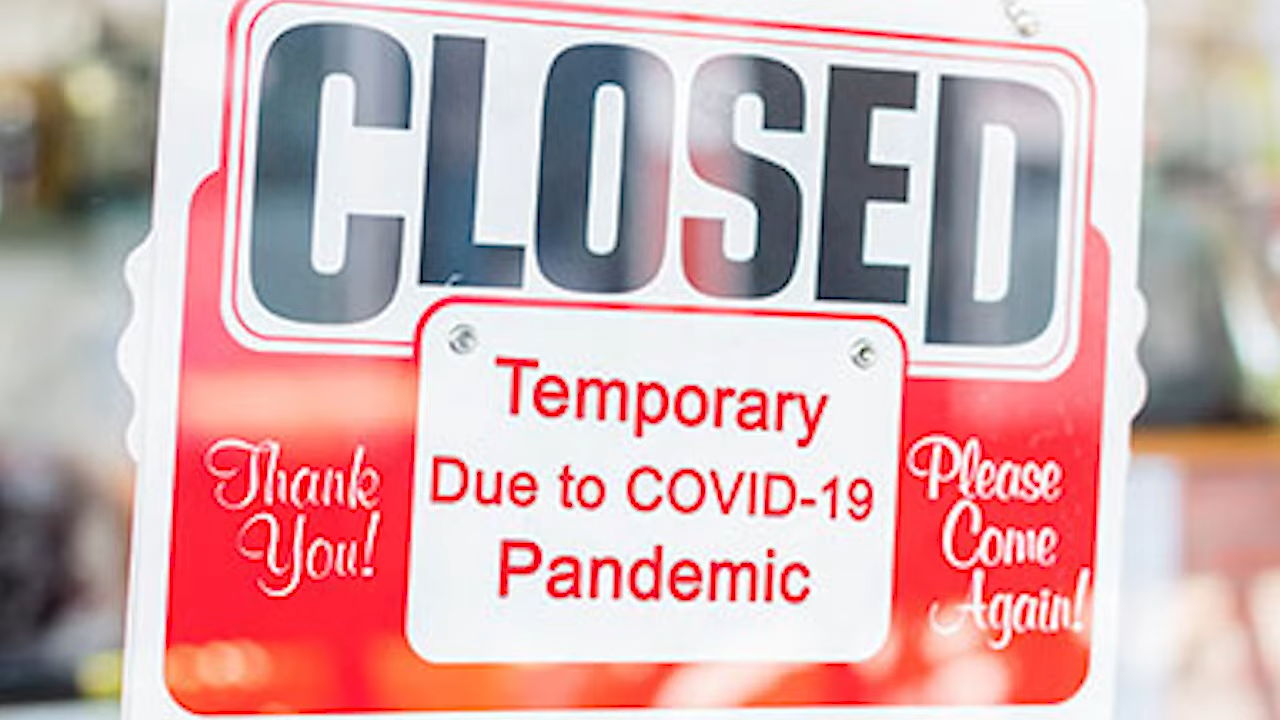 CLOSED
Temporary
Due to COVID-19
Pandemic
Thank
You!
Please
Come
Again!